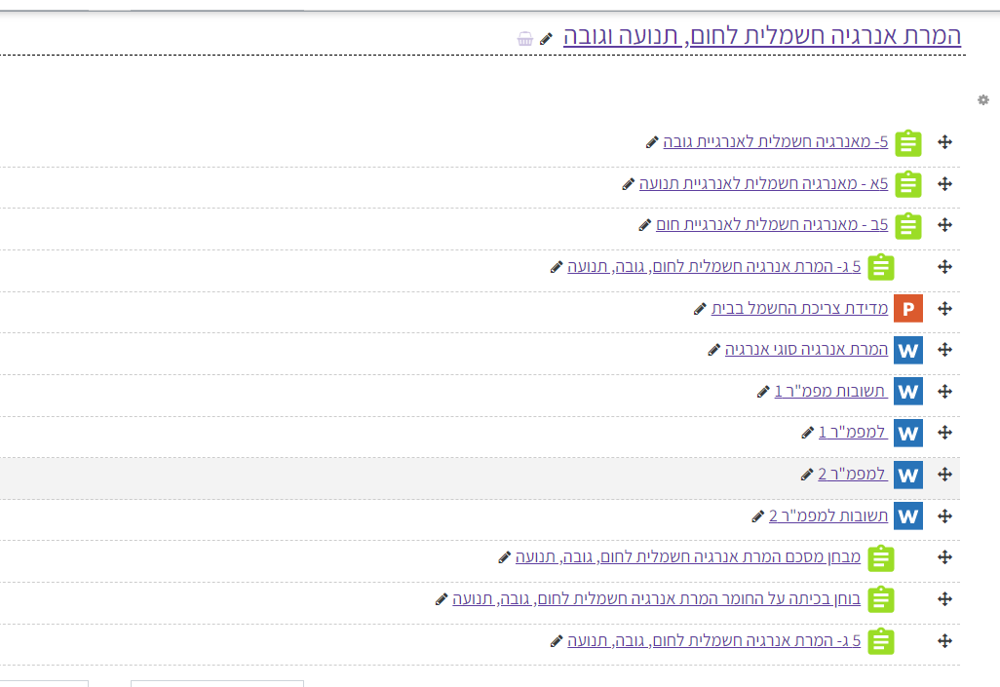 המרת אנרגיה חשמלית לחום, תנועה וגובה
5- מאנרגיה חשמלית לאנרגיית גובה
5א - מאנרגיה חשמלית לאנרגיית תנועה
5ב - מאנרגיה חשמלית לאנרגיית חום
5 ג- המרת אנרגיה חשמלית לחום, גובה, תנועה
P מדידת צריכת החשמל בבית
W המרת אנרגיה סוגי אנרגיה
W תשובות מפמ"ר 1
W למפמ"ר 1
W למפמ"ר 2
W תשובות למפמ"ר 2
מבחן מסכם המרת אנרגיה חשמלית לחום, גובה, תנועה
בוחן בכיתה על החומר המרת אנרגיה חשמלית לחום, גובה, תנועה
5 ג- המרת אנרגיה חשמלית לחום, גובה, תנועה